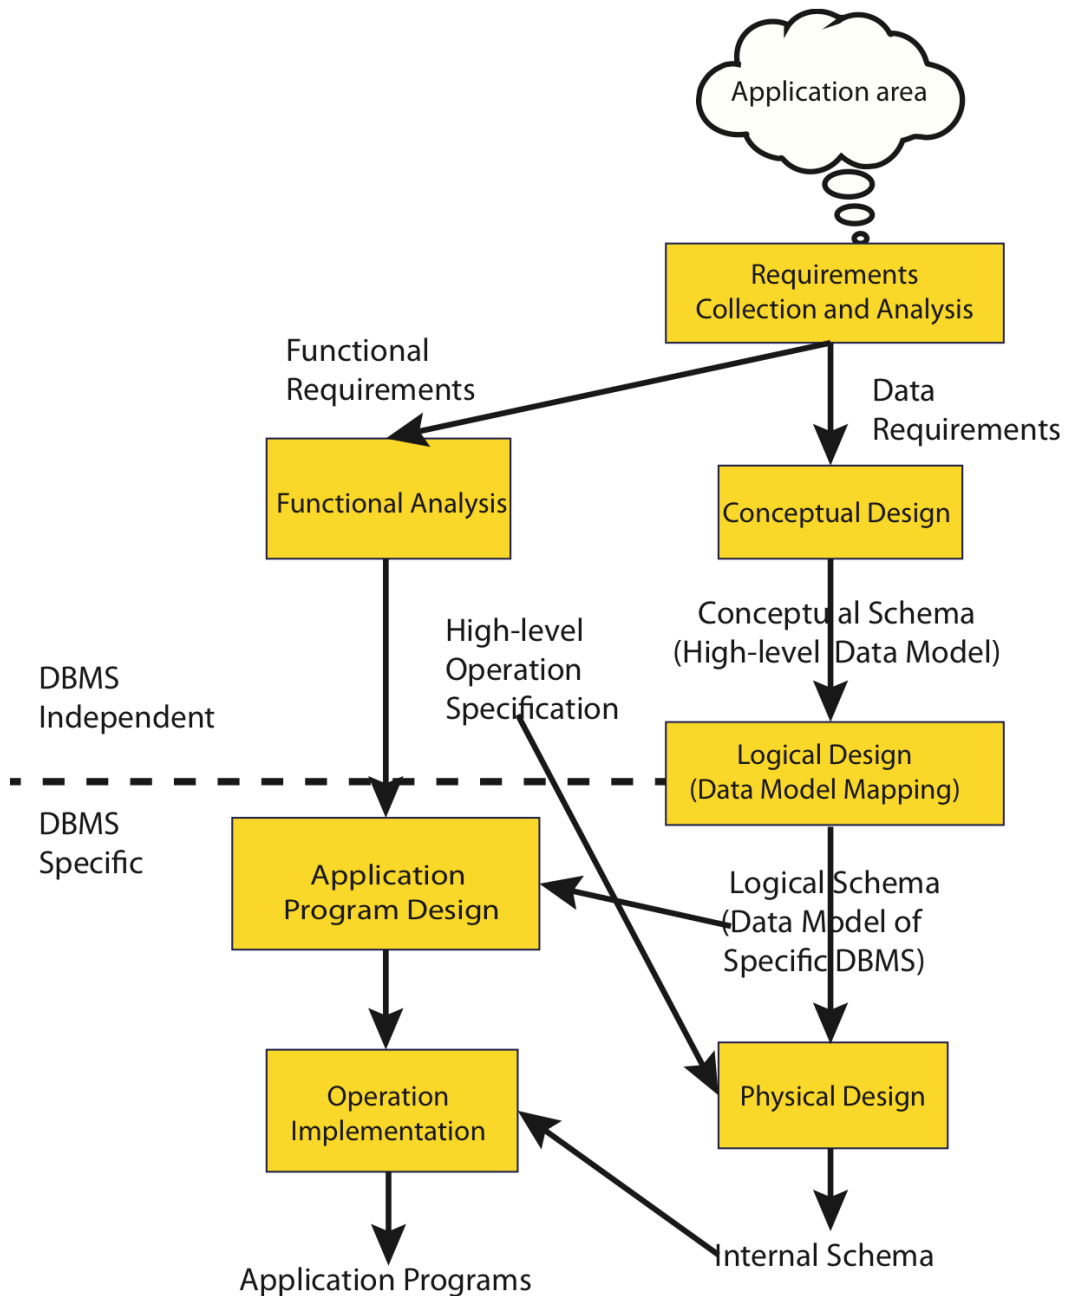 Application area
Requirements
Collection and Analysis
Functional
Requirements
Data
Requirements
Functional Analysis
Conceptual Design
Conceptual Schema
(High-level Data Model)
High-level
Operation
Specification
DBMS
Independent
Logical Design
(Data Model Mapping)
DBMS
Specific
Application
Program Design
Logical Schema
(Data Model of
Specific DBMS)
Operation
Implementation
Physical Design
Internal Schema
Application Programs